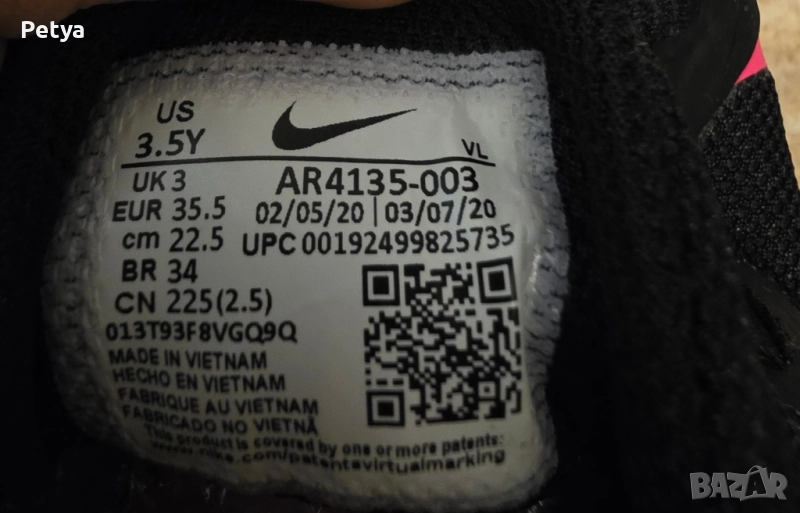 Petya
US
3.5Y
VL
UK 3
AR4135-003
EUR 35.5
02/05/20 | 03/07/20
cm 22.5
UPC 00192499825735
BR 34
CN 225(2.5)
013T93F8VGQ9Q
MADE IN VIETNAM
HECHO EN VIETNAM
FABRIQUE AU VIETNAM
FABRICADO NO VIETNÃ
This product is covered by one or more patents:
www.nike.com/patents+virtualmarking
BAZAR